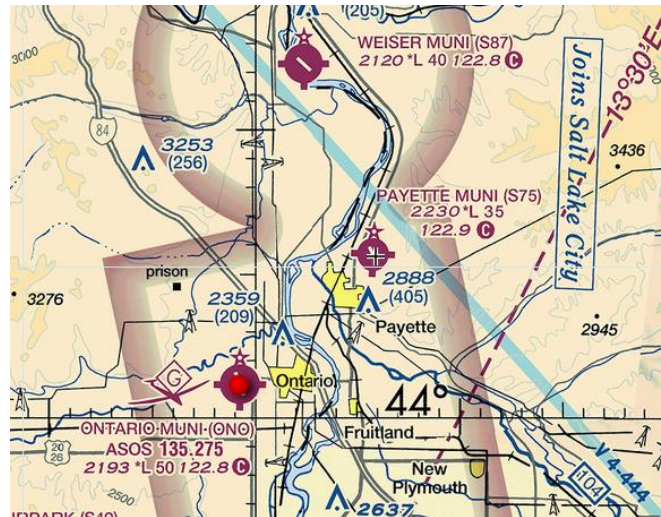 (205)
WEISER MUNI (S87)
2120 *L 40 122.8 C
3000
84
3253
(256)
Joins Salt Lake City
13°30'E
3436
PAYETTE MUNI (S75)
2230 *L 35
122.9 C
prison
3276
2359
(209)
2888
(405)
Payette
2945
G
Ontario
44°
ONTARIO MUNI (ONO)
ASOS 135.275
2193 *L 50 122.8 C
Fruitland
20
26
New
Plymouth
V 4-444
104
2500
2637